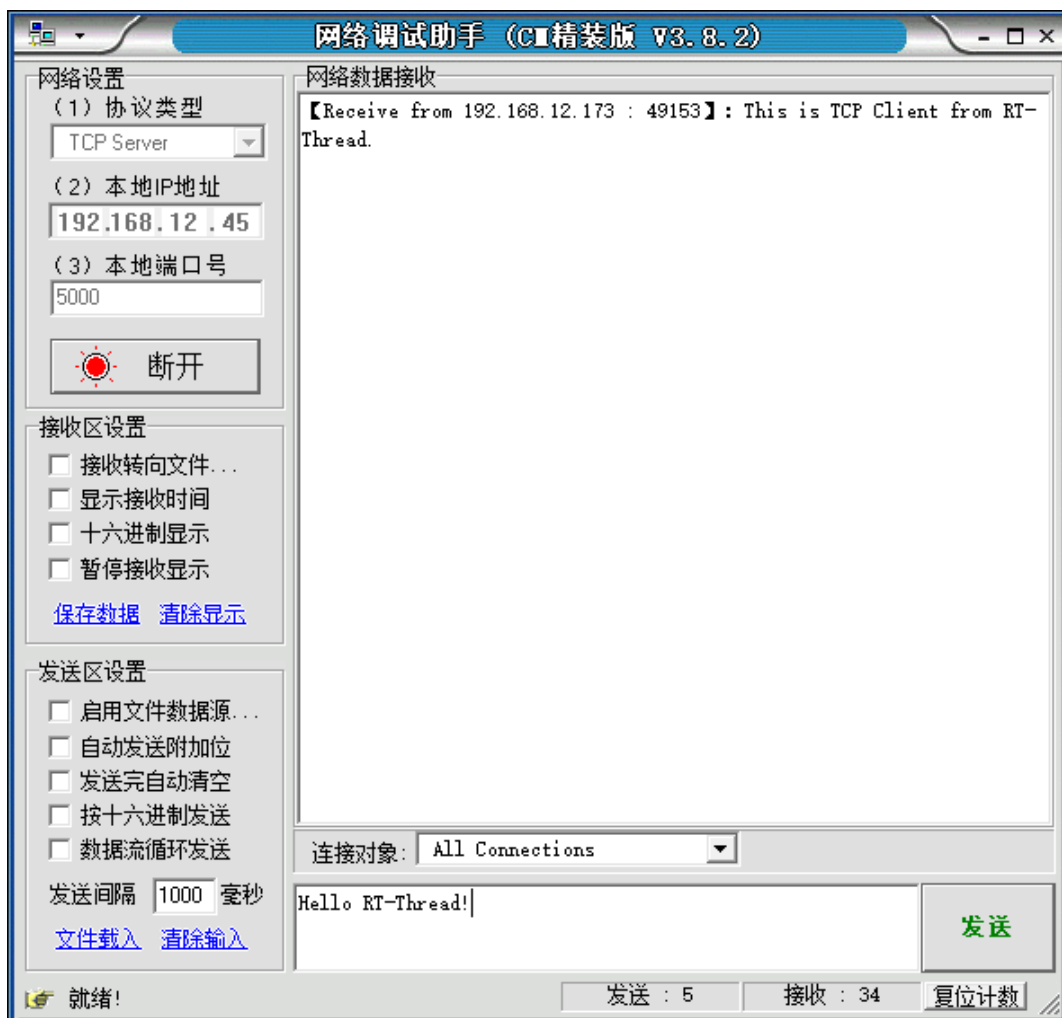 网络调试助手 (CⅢ精装版 V3.8.2)
网络设置
(1) 协议类型
TCP Server
(2) 本地IP地址
192.168.12.45
(3) 本地端口号
5000
断开
接收区设置
接收转向文件...
显示接收时间
十六进制显示
暂停接收显示
保存数据 清除显示
发送区设置
启用文件数据源...
自动发送附加位
发送完自动清空
按十六进制发送
数据流循环发送
发送间隔 1000 毫秒
文件载入 清除输入
网络数据接收
【Receive from 192.168.12.173 : 49153】: This is TCP Client from RT-
Thread.
连接对象: All Connections
Hello RT-Thread!
发送
就绪!
发送 : 5
接收 : 34
复位计数